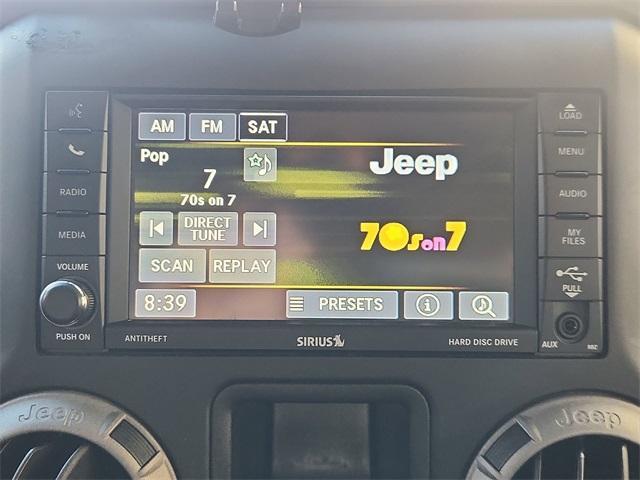 LOAD
MENU
RADIO
AUDIO
MEDIA
MY
FILES
VOLUME
PULL
PUSH ON
AUX
ANTITHEFT
SIRIUS
HARD DISC DRIVE
AM FM SAT
Pop
7
70s on 7
Jeep
70s on 7
DIRECT
TUNE
SCAN REPLAY
8:39
PRESETS
Jeep
Jeep